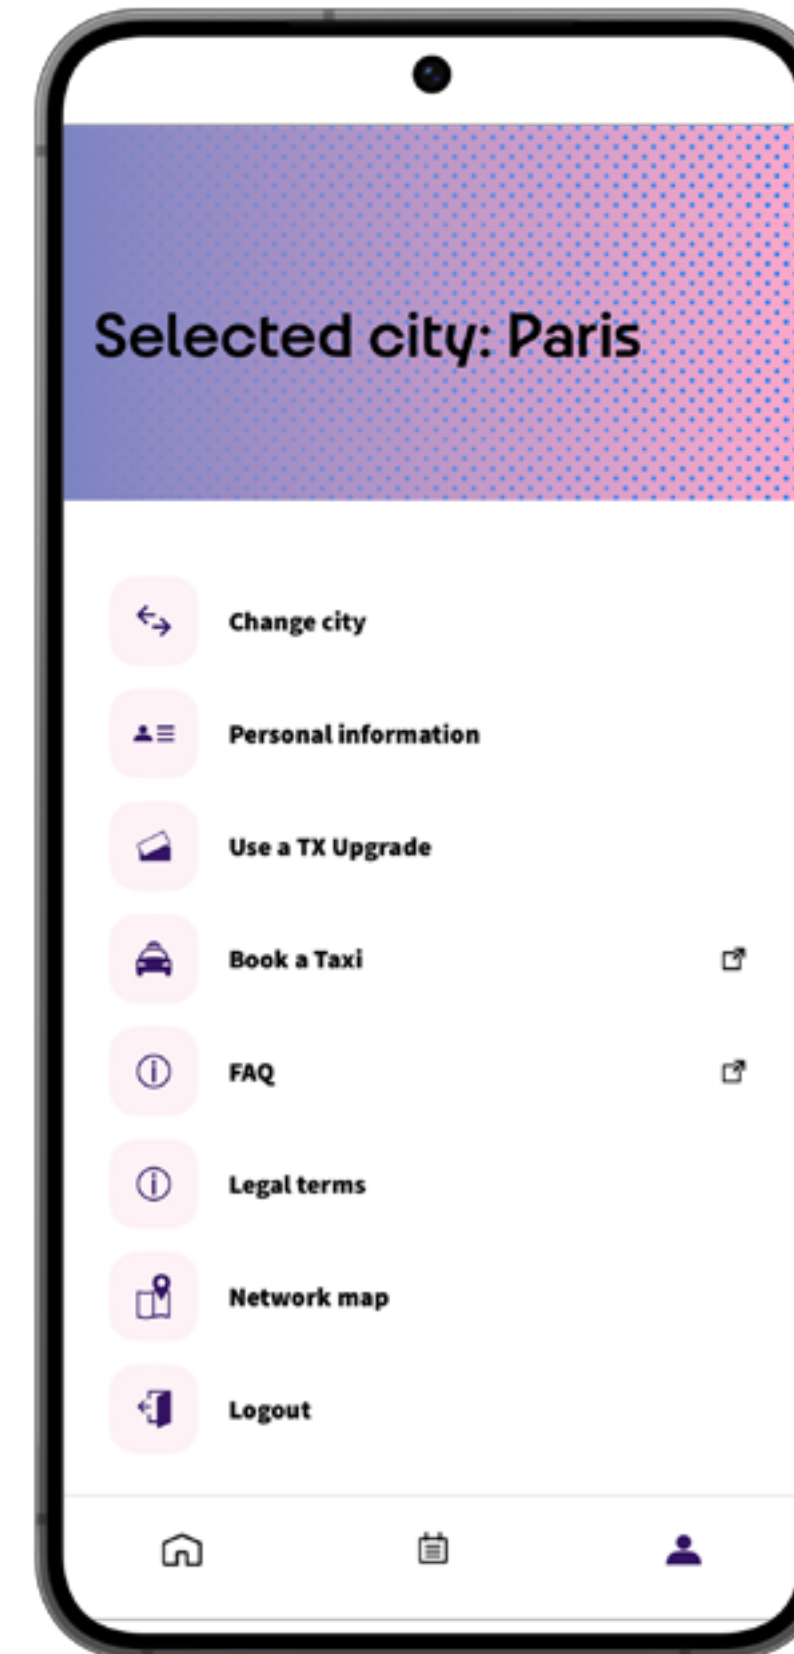 Selected city: Paris
Change city
Personal information
Use a TX Upgrade
Book a Taxi
FAQ
Legal terms
Network map
Logout